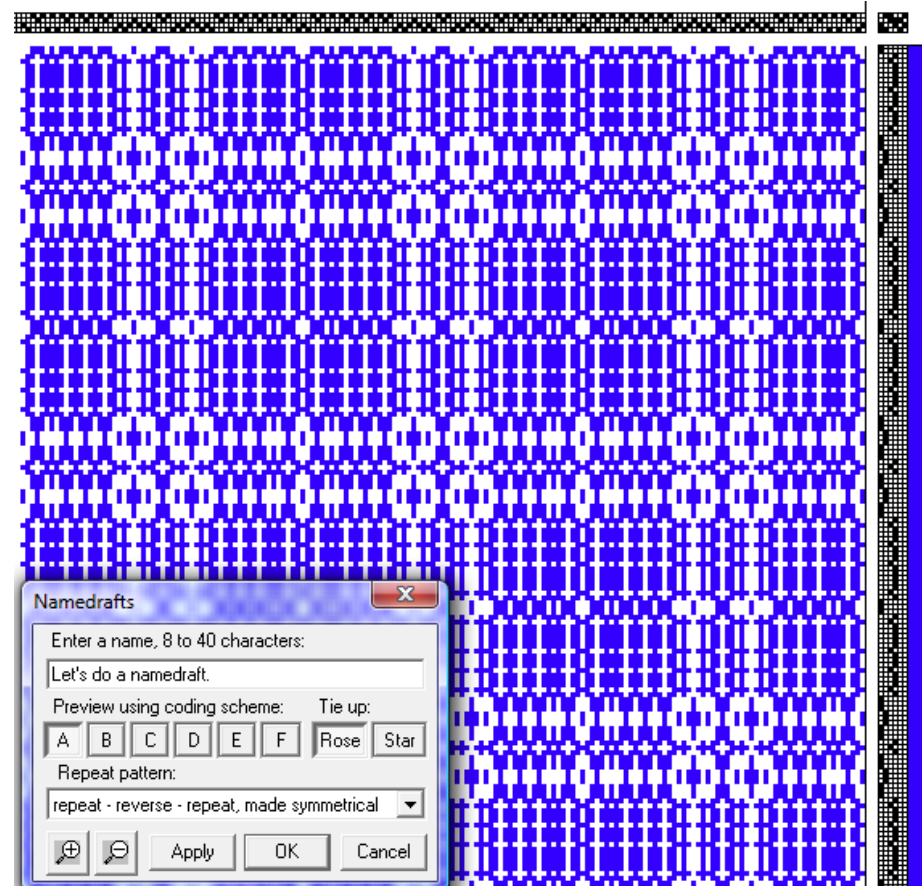 Namedrafts
Enter a name, 8 to 40 characters:
Let's do a namedraft.
Preview using coding scheme: Tie up:
A B C D E F Rose Star
Repeat pattern:
repeat - reverse - repeat, made symmetrical
Apply OK Cancel